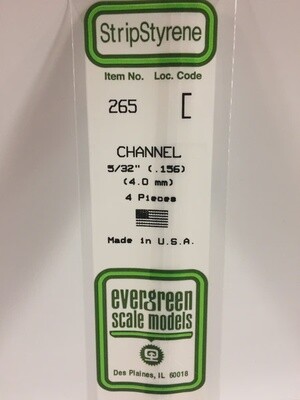 StripStyrene
Item No. Loc. Code
265 [
CHANNEL
5/32" (.156)
(4.0 mm)
4 Pieces
Made in U.S.A.
evergreen
scale models
Des Plaines, IL 60018